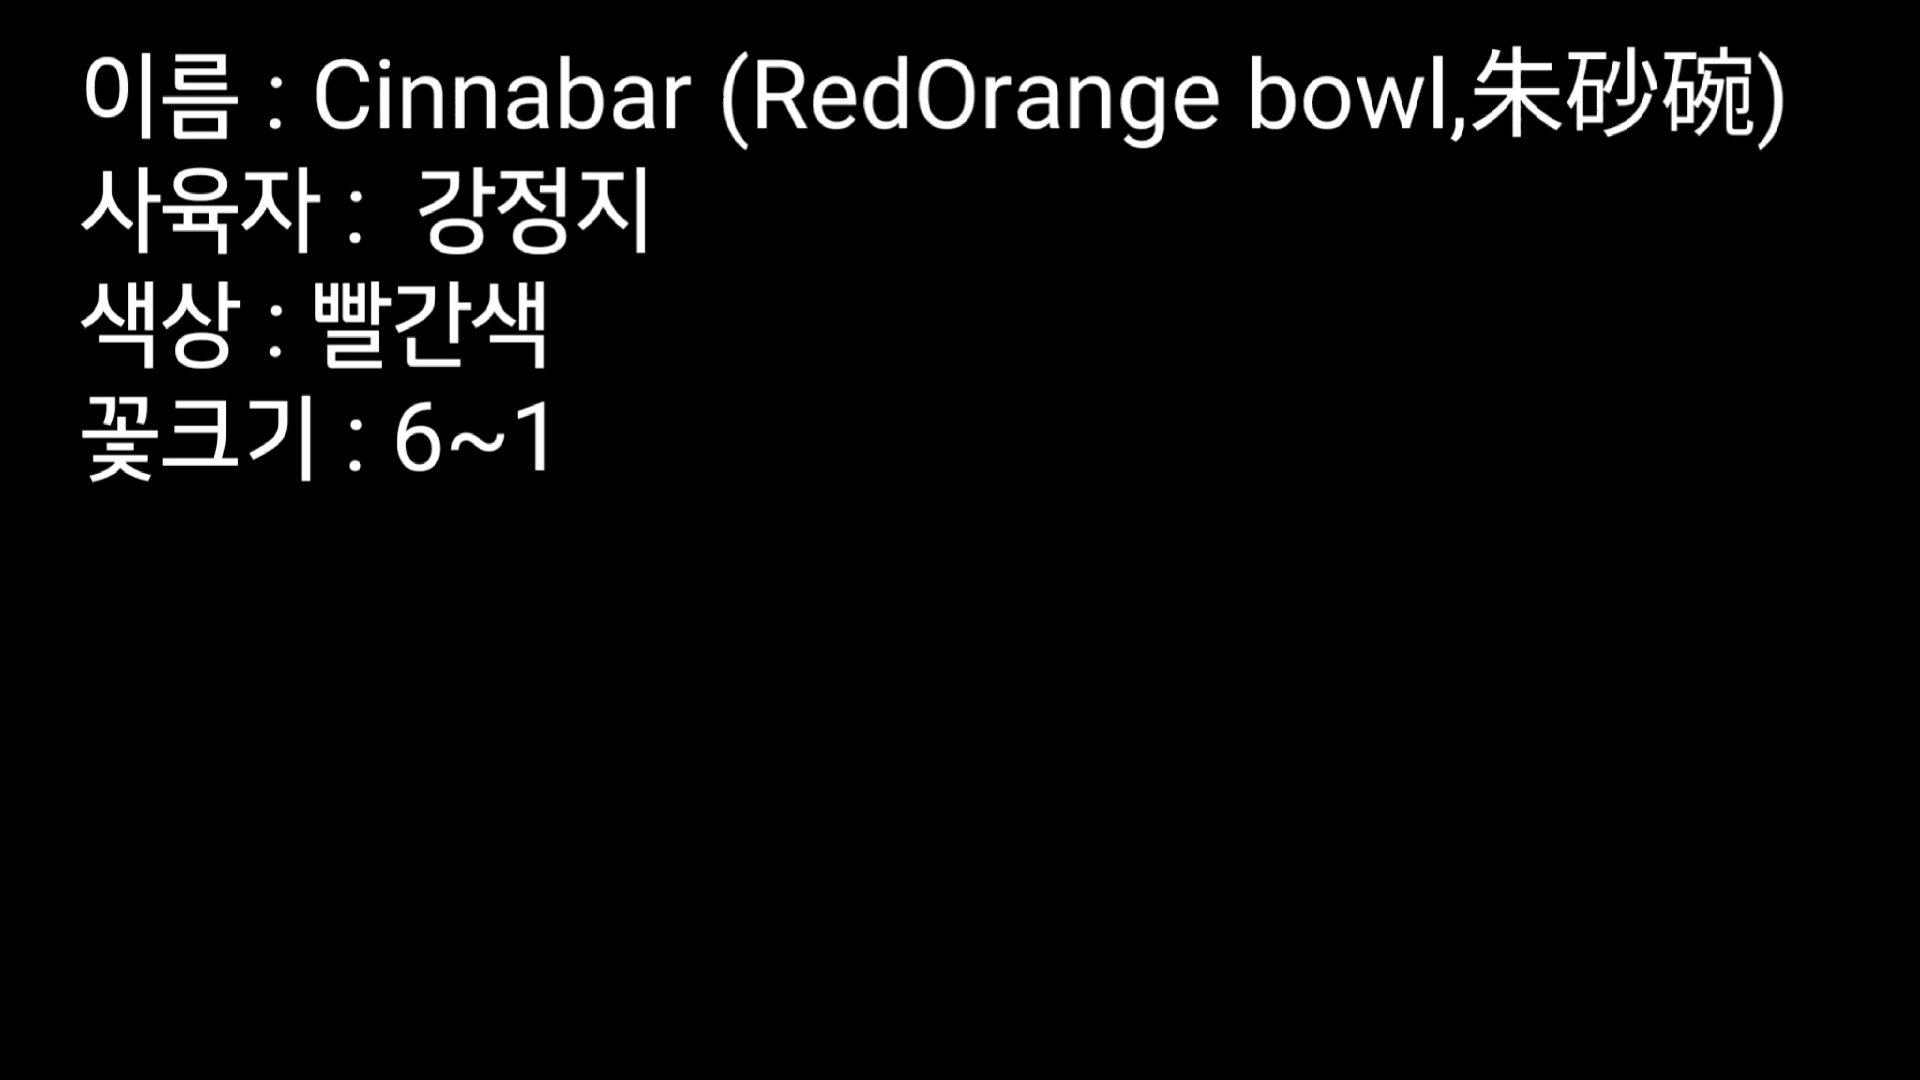 이름 : Cinnabar (RedOrange bowl,朱砂碗)
사육자 :  강정지
색상 : 빨간색
꽃크기 : 6~1